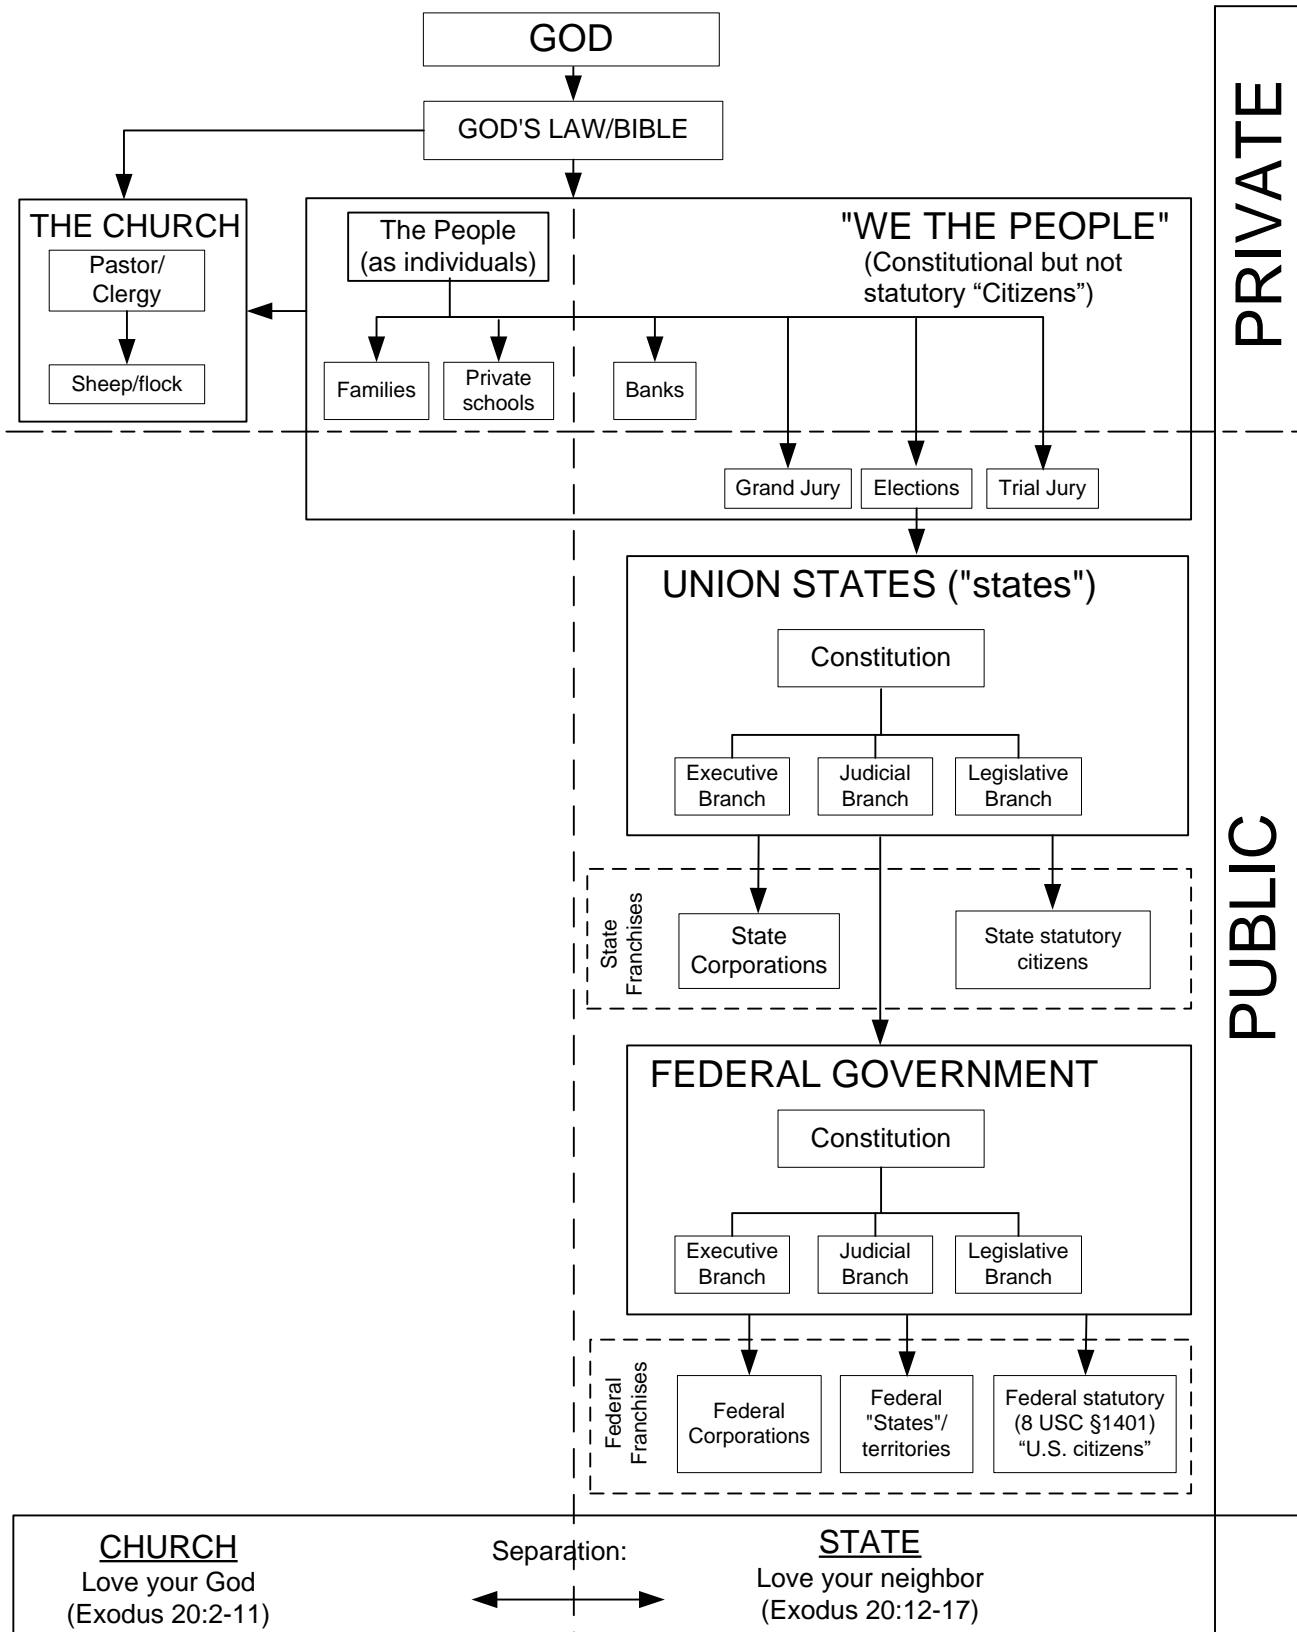 GOD
GOD'S LAW/BIBLE
THE CHURCH
Pastor/
Clergy
Sheep/flock
The People
(as individuals)
"WE THE PEOPLE"
(Constitutional but not
statutory “Citizens”)
Families
Private
schools
Banks
Grand Jury
Elections
Trial Jury
PRIVATE
UNION STATES ("states")
Constitution
Executive
Branch
Judicial
Branch
Legislative
Branch
State
Franchises
State
Corporations
State statutory
citizens
PUBLIC
FEDERAL GOVERNMENT
Constitution
Executive
Branch
Judicial
Branch
Legislative
Branch
Federal
Franchises
Federal
Corporations
Federal
"States"/
territories
Federal statutory
(8 USC §1401)
“U.S. citizens”
CHURCH
Love your God
(Exodus 20:2-11)
Separation:
STATE
Love your neighbor
(Exodus 20:12-17)